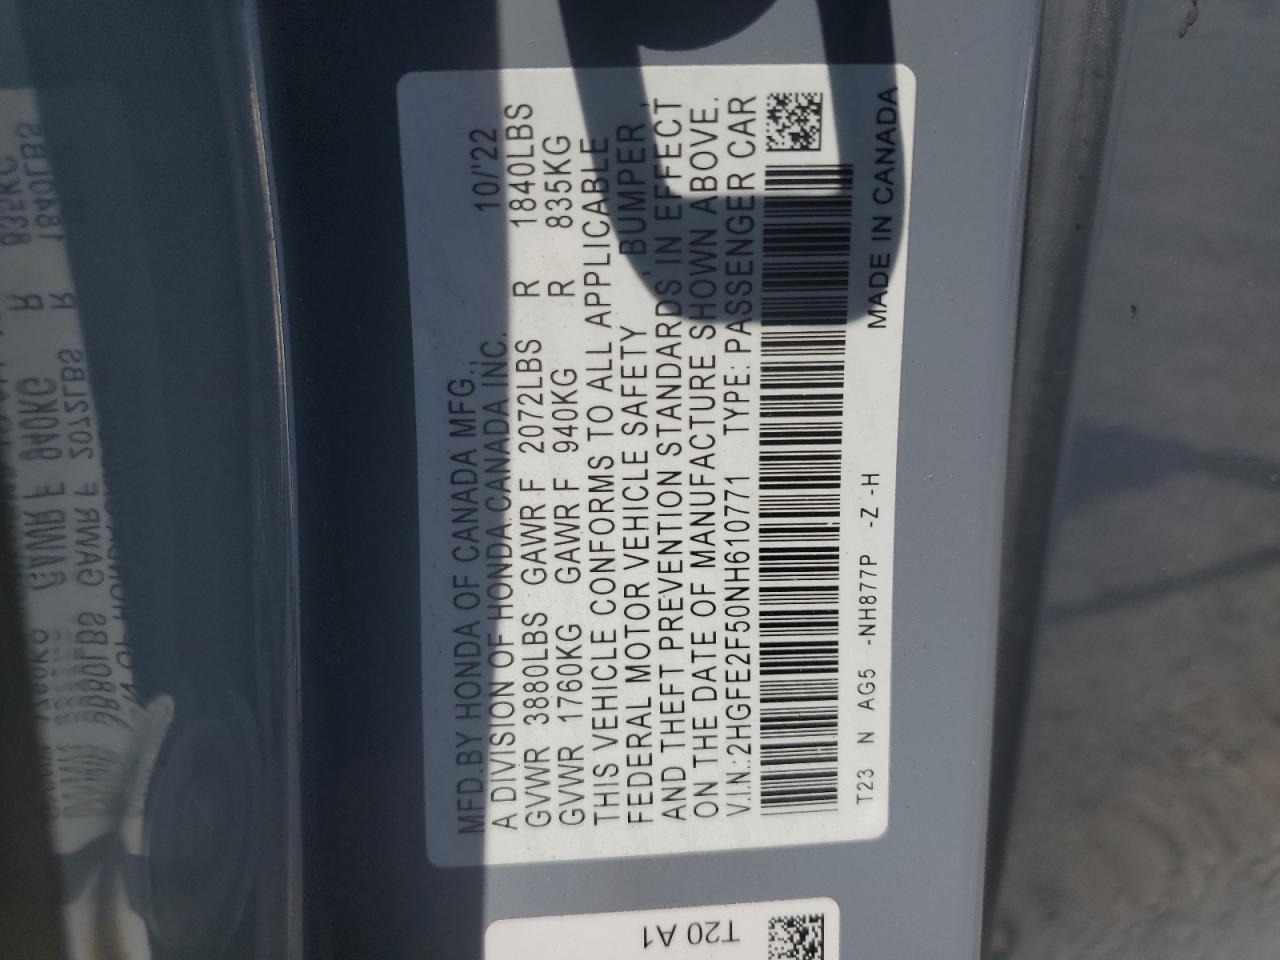 MFD.BY HONDA OF CANADA MFG., 10/'22
A DIVISION OF HONDA CANADA INC.
GVWR 3880LBS GAWR F 2072LBS R 1840LBS
GVWR 1760KG GAWR F 940KG R 835KG
THIS VEHICLE CONFORMS TO ALL APPLICABLE
FEDERAL MOTOR VEHICLE SAFETY , BUMPER ,
AND THEFT PREVENTION STANDARDS IN EFFECT
ON THE DATE OF MANUFACTURE SHOWN ABOVE.
V.I.N.:2HGFE2F50NH610771 TYPE: PASSENGER CAR
T23 N AG5 -NH877P -Z -H MADE IN CANADA
T20 A1